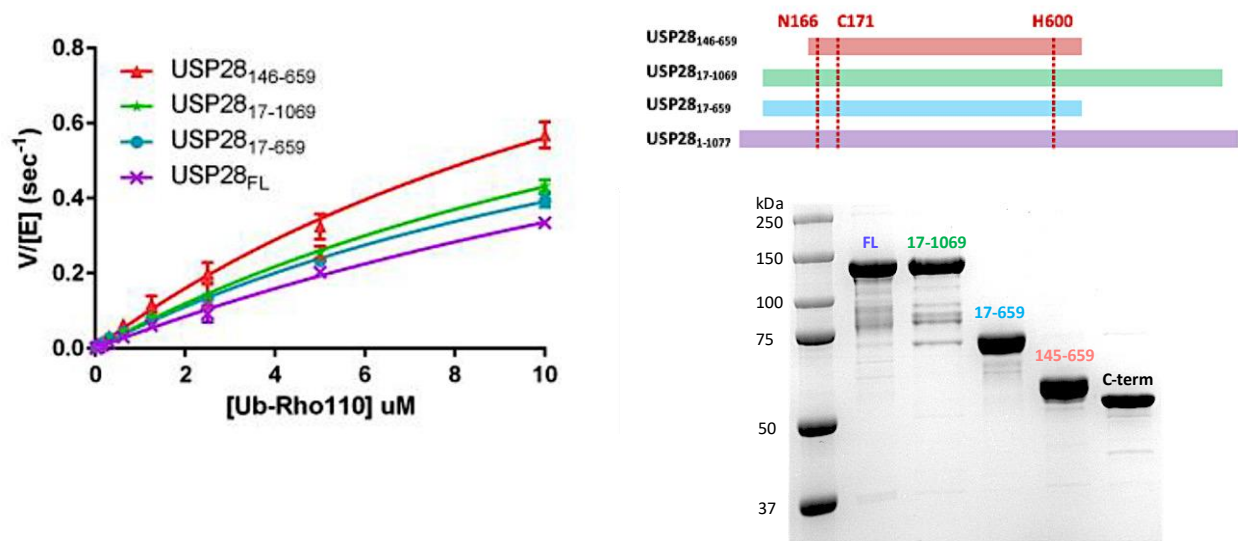 0.8
0.6
0.4
0.2
0.0
V/[E] (sec⁻¹)
USP28₁₄₆₋₆₅₉
USP28₁₇₋₁₀₆₉
USP28₁₇₋₆₅₉
USP28FL
0 2 4 6 8 10
[Ub-Rho110] uM
N166 C171 H600
USP28₁₄₆₋₆₅₉
USP28₁₇₋₁₀₆₉
USP28₁₇₋₆₅₉
USP28₁₋₁₀₇₇
kDa
250
150
100
75
50
37
FL
17-1069
17-659
145-659
C-term